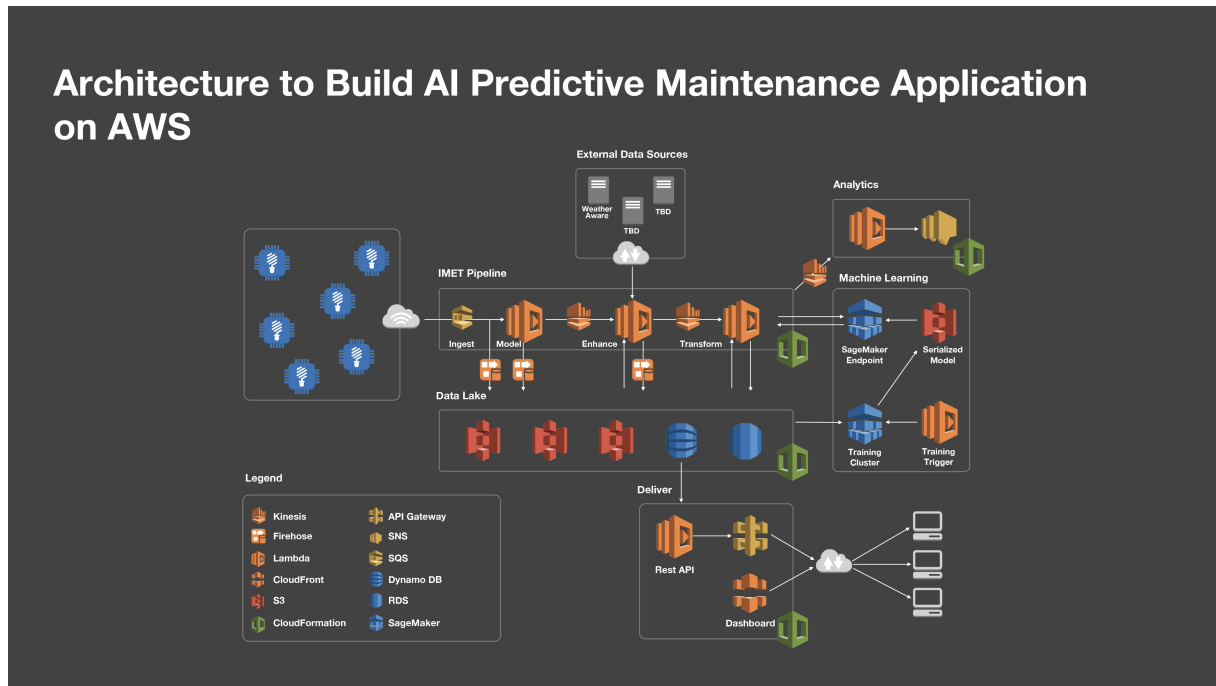 Architecture to Build AI Predictive Maintenance Application
on AWS
External Data Sources
Weather
Aware
TBD
TBD
Analytics
IMET Pipeline
Machine Learning
Ingest
Model
Enhance
Transform
SageMaker
Endpoint
Serialized
Model
Data Lake
Training
Cluster
Training
Trigger
Legend
Kinesis
Firehose
Lambda
CloudFront
S3
CloudFormation
API Gateway
SNS
SQS
Dynamo DB
RDS
SageMaker
Deliver
Rest API
Dashboard